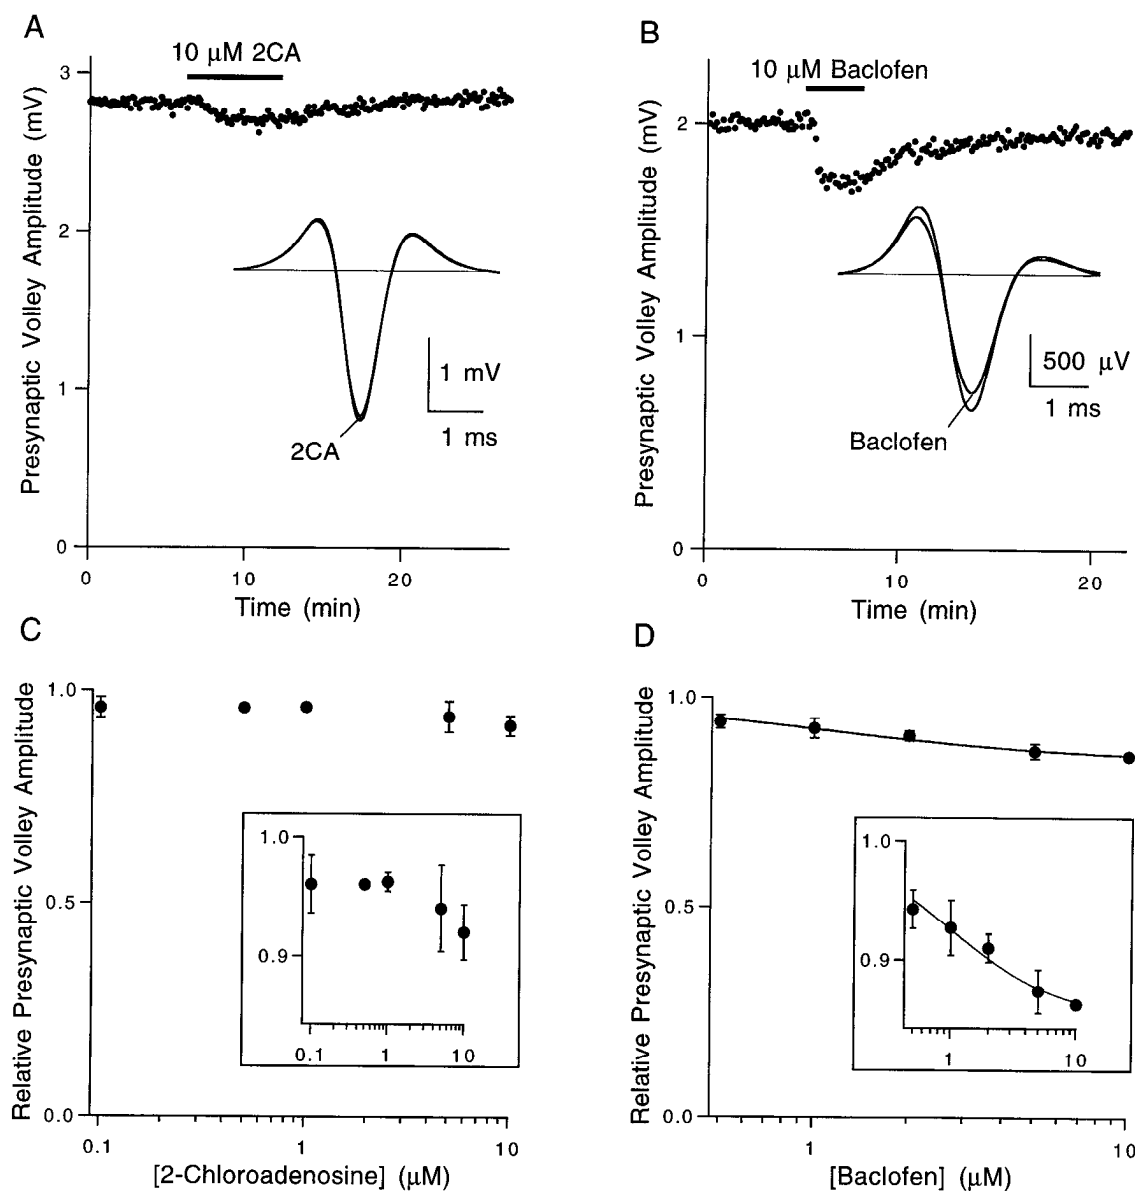 A
10 μM 2CA
Presynaptic Volley Amplitude (mV)
3
2
1
0
1 mV
1 ms
2CA
0
10
20
Time (min)
B
10 μM Baclofen
Presynaptic Volley Amplitude (mV)
2
1
0
500 μV
1 ms
Baclofen
0
10
20
Time (min)
C
Relative Presynaptic Volley Amplitude
1.0
0.5
0.0
1.0
0.9
0.1
1
10
0.1
1
10
[2-Chloroadenosine] (μM)
D
Relative Presynaptic Volley Amplitude
1.0
0.5
0.0
1.0
0.9
1
10
1
10
[Baclofen] (μM)